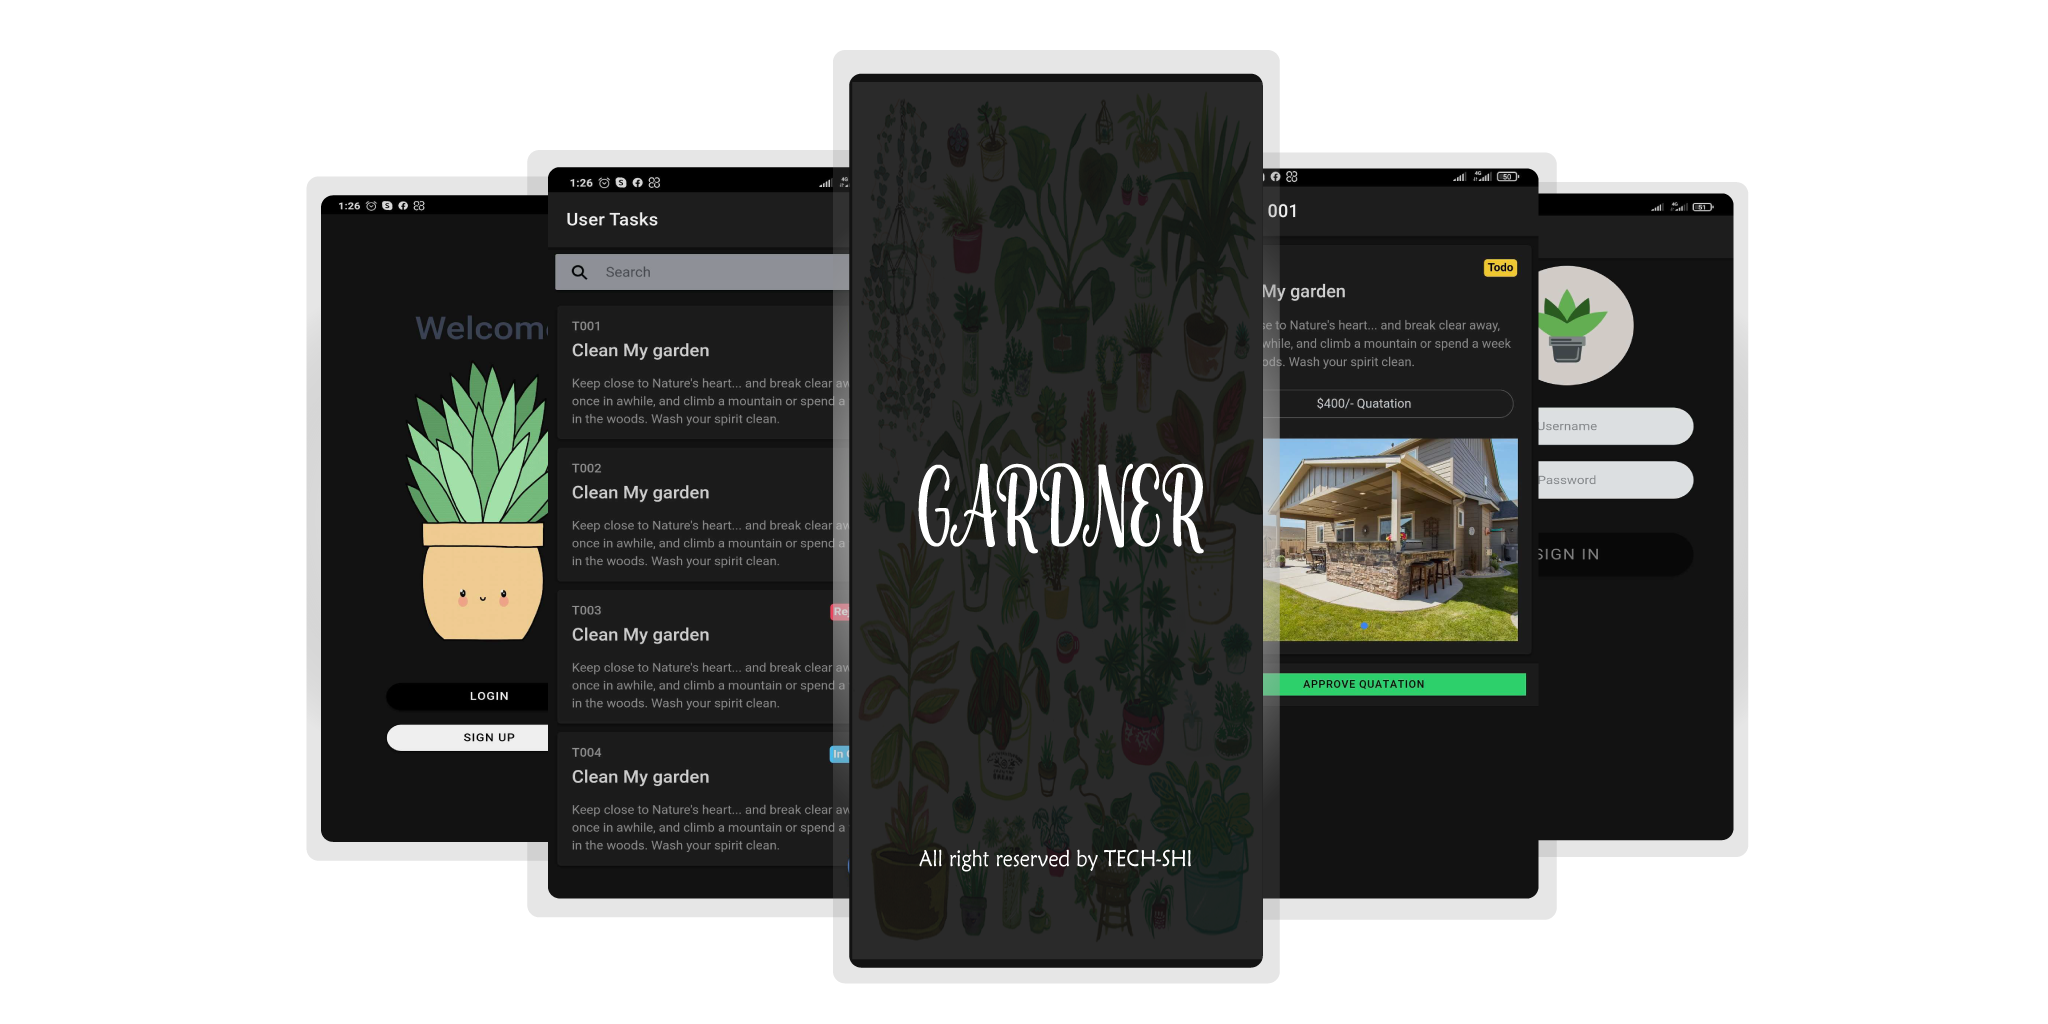 1:26
Welcom
LOGIN
SIGN UP
1:26
User Tasks
Search
T001
Clean My garden
Keep close to Nature's heart... and break clear aw
once in awhile, and climb a mountain or spend a
in the woods. Wash your spirit clean.
T002
Clean My garden
Keep close to Nature's heart... and break clear aw
once in awhile, and climb a mountain or spend a
in the woods. Wash your spirit clean.
T003
Re
Clean My garden
Keep close to Nature's heart... and break clear aw
once in awhile, and climb a mountain or spend a
in the woods. Wash your spirit clean.
T004
In
Clean My garden
Keep close to Nature's heart... and break clear aw
once in awhile, and climb a mountain or spend a
in the woods. Wash your spirit clean.
GARDNER
All right reserved by TECH-SHI
4G 50
001
Todo
My garden
se to Nature's heart... and break clear away,
while, and climb a mountain or spend a week
ods. Wash your spirit clean.
$400/- Quatation
APPROVE QUATATION
4G 51
Username
Password
SIGN IN